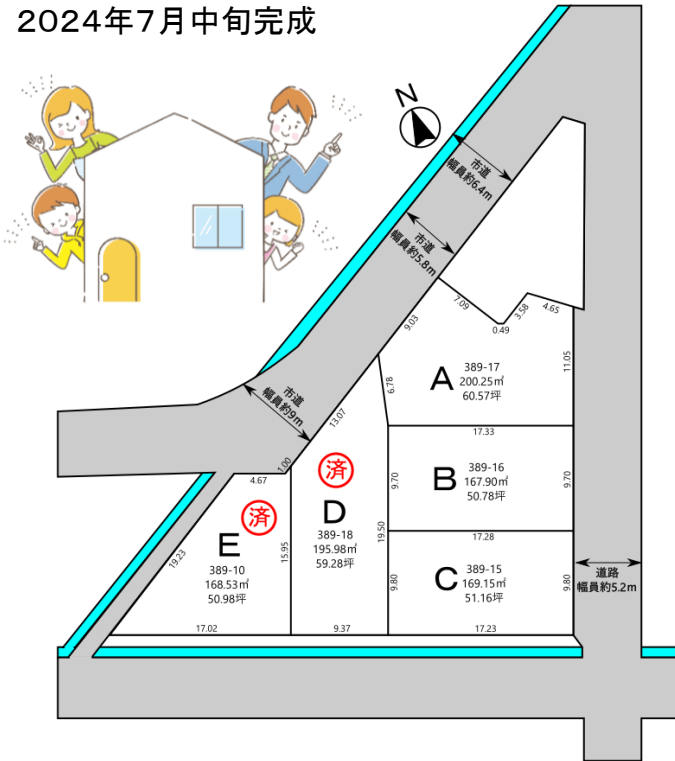 2024年7月中旬完成
N
市道
幅員約6.4m
市道
幅員約5.8m
市道
幅員約9m
7.09
0.49
3.58
4.65
9.03
11.05
A
389-17
200.25㎡
60.57坪
6.78
13.07
1.00
17.33
B
389-16
167.90㎡
50.78坪
9.70
9.70
17.28
C
389-15
169.15㎡
51.16坪
9.80
9.80
17.23
済
D
389-18
195.98㎡
59.28坪
19.50
9.37
4.67
済
E
389-10
168.53㎡
50.98坪
15.95
19.23
17.02
道路
幅員約5.2m